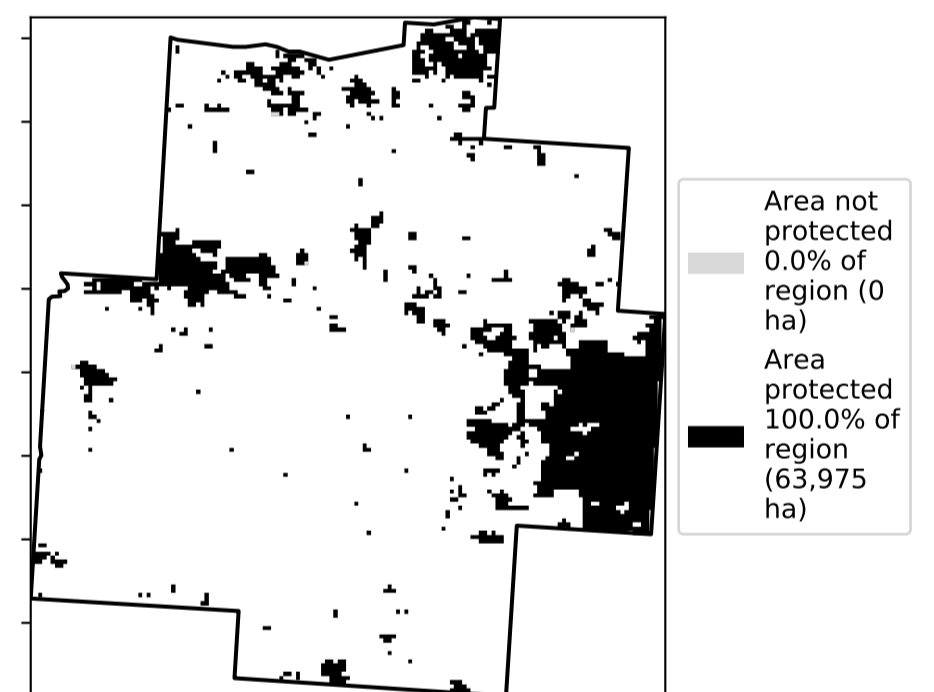 Area not
protected
0.0% of
region (0
ha)
Area
protected
100.0% of
region
(63,975
ha)